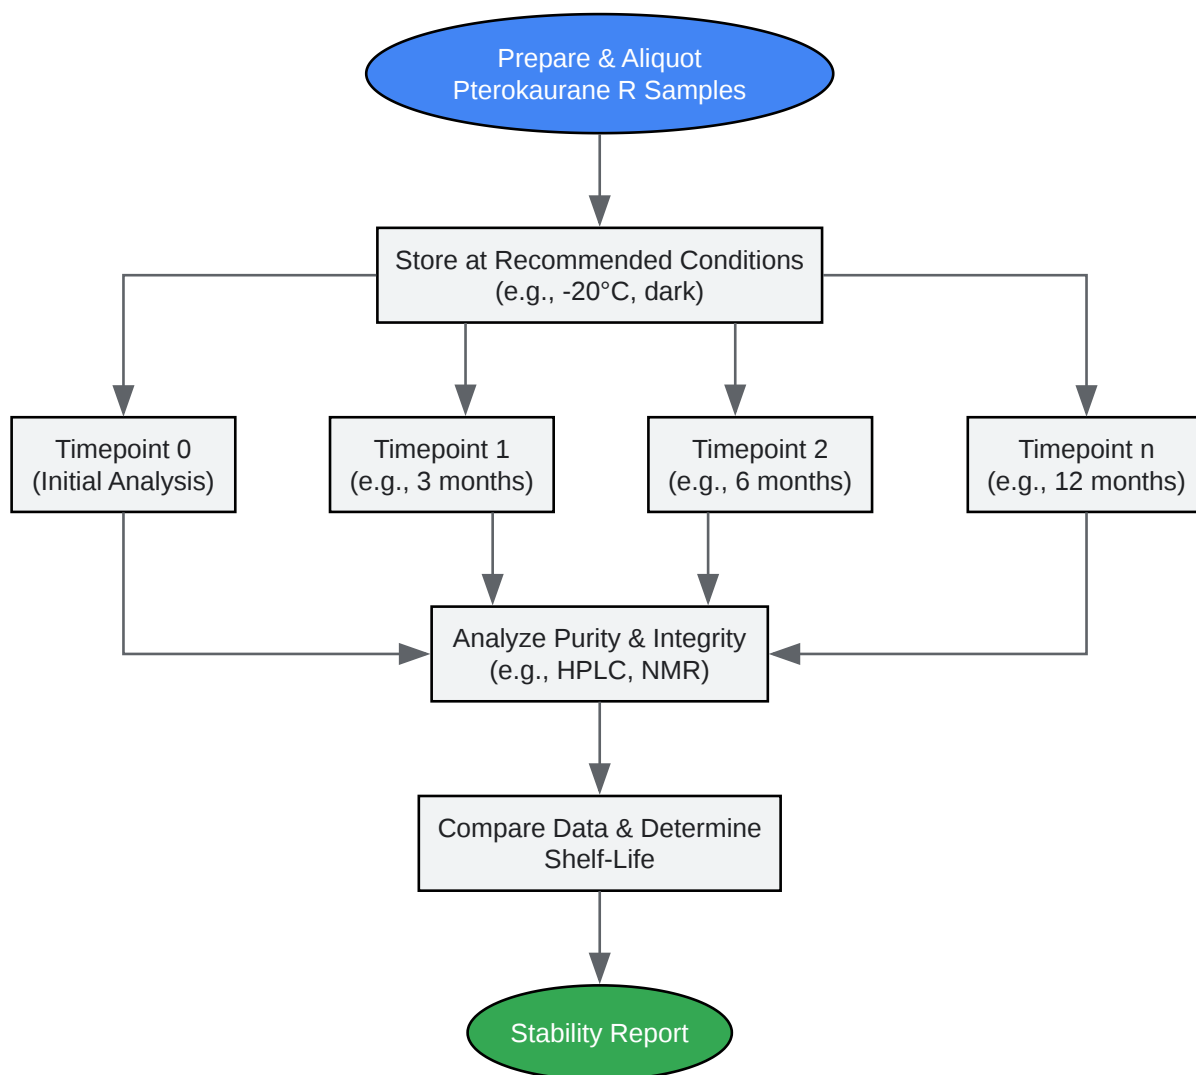 Prepare & Aliquot
Pterokaurane R Samples
Store at Recommended Conditions
(e.g., -20°C, dark)
Timepoint 0
(Initial Analysis)
Timepoint 1
(e.g., 3 months)
Timepoint 2
(e.g., 6 months)
Timepoint n
(e.g., 12 months)
Analyze Purity & Integrity
(e.g., HPLC, NMR)
Compare Data & Determine
Shelf-Life
Stability Report